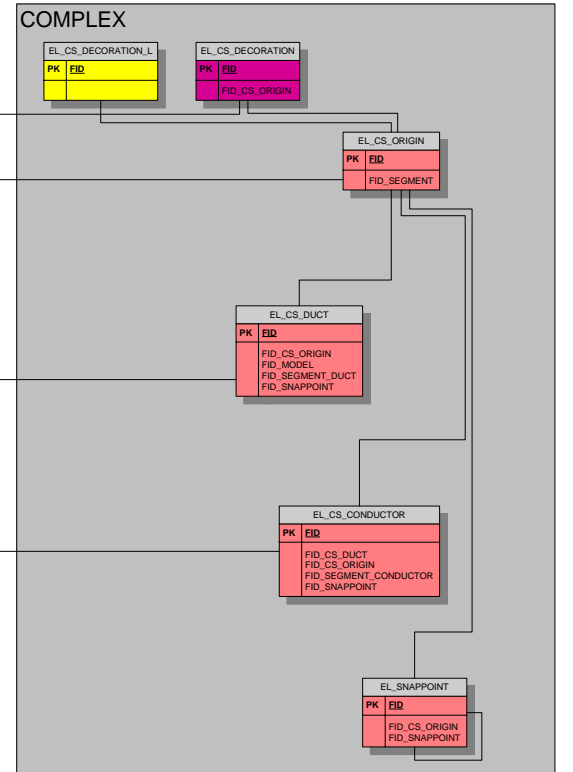 COMPLEX
EL_CS_DECORATION_L
PK FID
EL_CS_DECORATION
PK FID
FID_CS_ORIGIN
EL_CS_ORIGIN
PK FID
FID_SEGMENT
EL_CS_DUCT
PK FID
FID_CS_ORIGIN
FID_MODEL
FID_SEGMENT_DUCT
FID_SNAPPOINT
EL_CS_CONDUCTOR
PK FID
FID_CS_DUCT
FID_CS_ORIGIN
FID_SEGMENT_CONDUCTOR
FID_SNAPPOINT
EL_SNAPPOINT
PK FID
FID_CS_ORIGIN
FID_SNAPPOINT